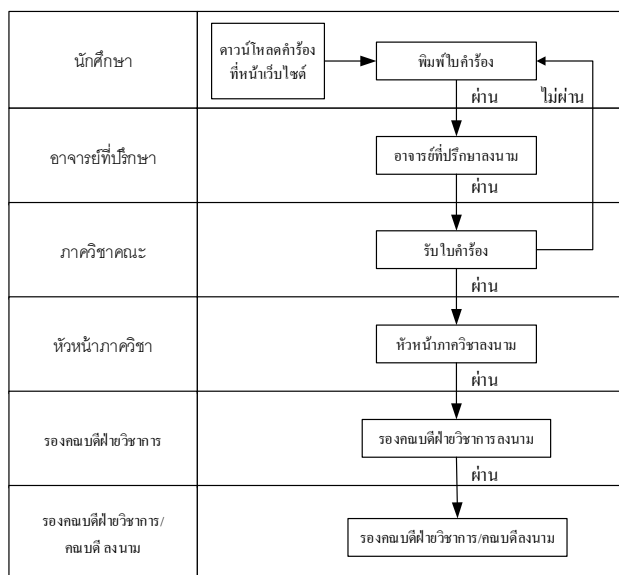 นักศึกษา
ดาวน์โหลดคำร้อง
ที่หน้าเว็บไซต์
พิมพ์ใบคำร้อง
ผ่าน
ไม่ผ่าน
อาจารย์ที่ปรึกษา
อาจารย์ที่ปรึกษาลงนาม
ผ่าน
ภาควิชาคณะ
รับใบคำร้อง
ผ่าน
หัวหน้าภาควิชา
หัวหน้าภาควิชาลงนาม
ผ่าน
รองคณบดีฝ่ายวิชาการ
รองคณบดีฝ่ายวิชาการลงนาม
ผ่าน
รองคณบดีฝ่ายวิชาการ/
คณบดี ลงนาม
รองคณบดีฝ่ายวิชาการ/คณบดีลงนาม